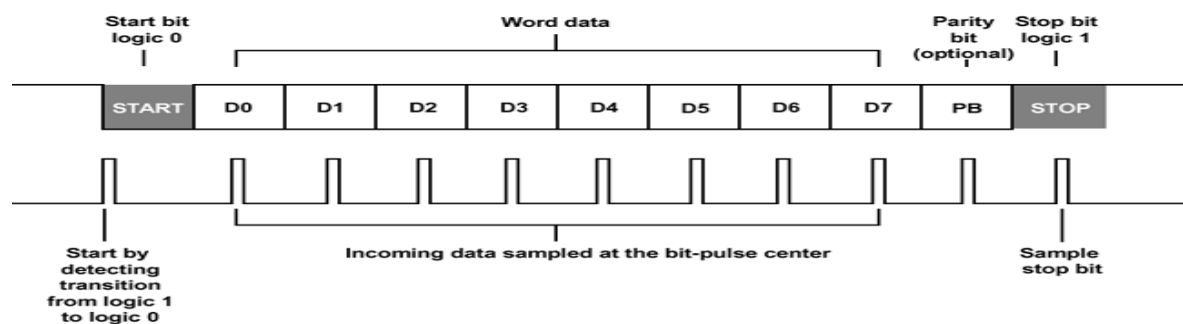 Start bit
logic 0
Word data
Parity
bit
(optional)
Stop bit
logic 1
START D0 D1 D2 D3 D4 D5 D6 D7 PB STOP
Start by
detecting
transition
from logic 1
to logic 0
Incoming data sampled at the bit-pulse center
Sample
stop bit